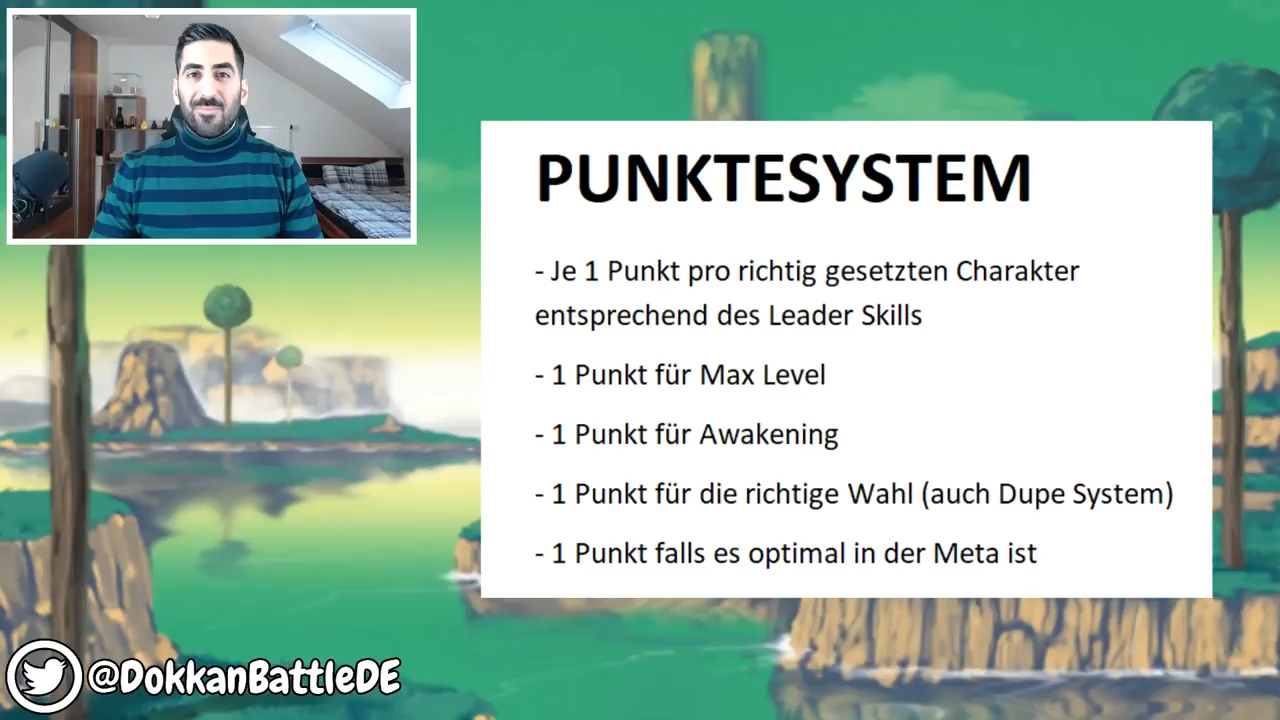 PUNKTESYSTEM
- Je 1 Punkt pro richtig gesetzten Charakter
entsprechend des Leader Skills
- 1 Punkt für Max Level
- 1 Punkt für Awakening
- 1 Punkt für die richtige Wahl (auch Dupe System)
- 1 Punkt falls es optimal in der Meta ist
@DokkanBattleDE